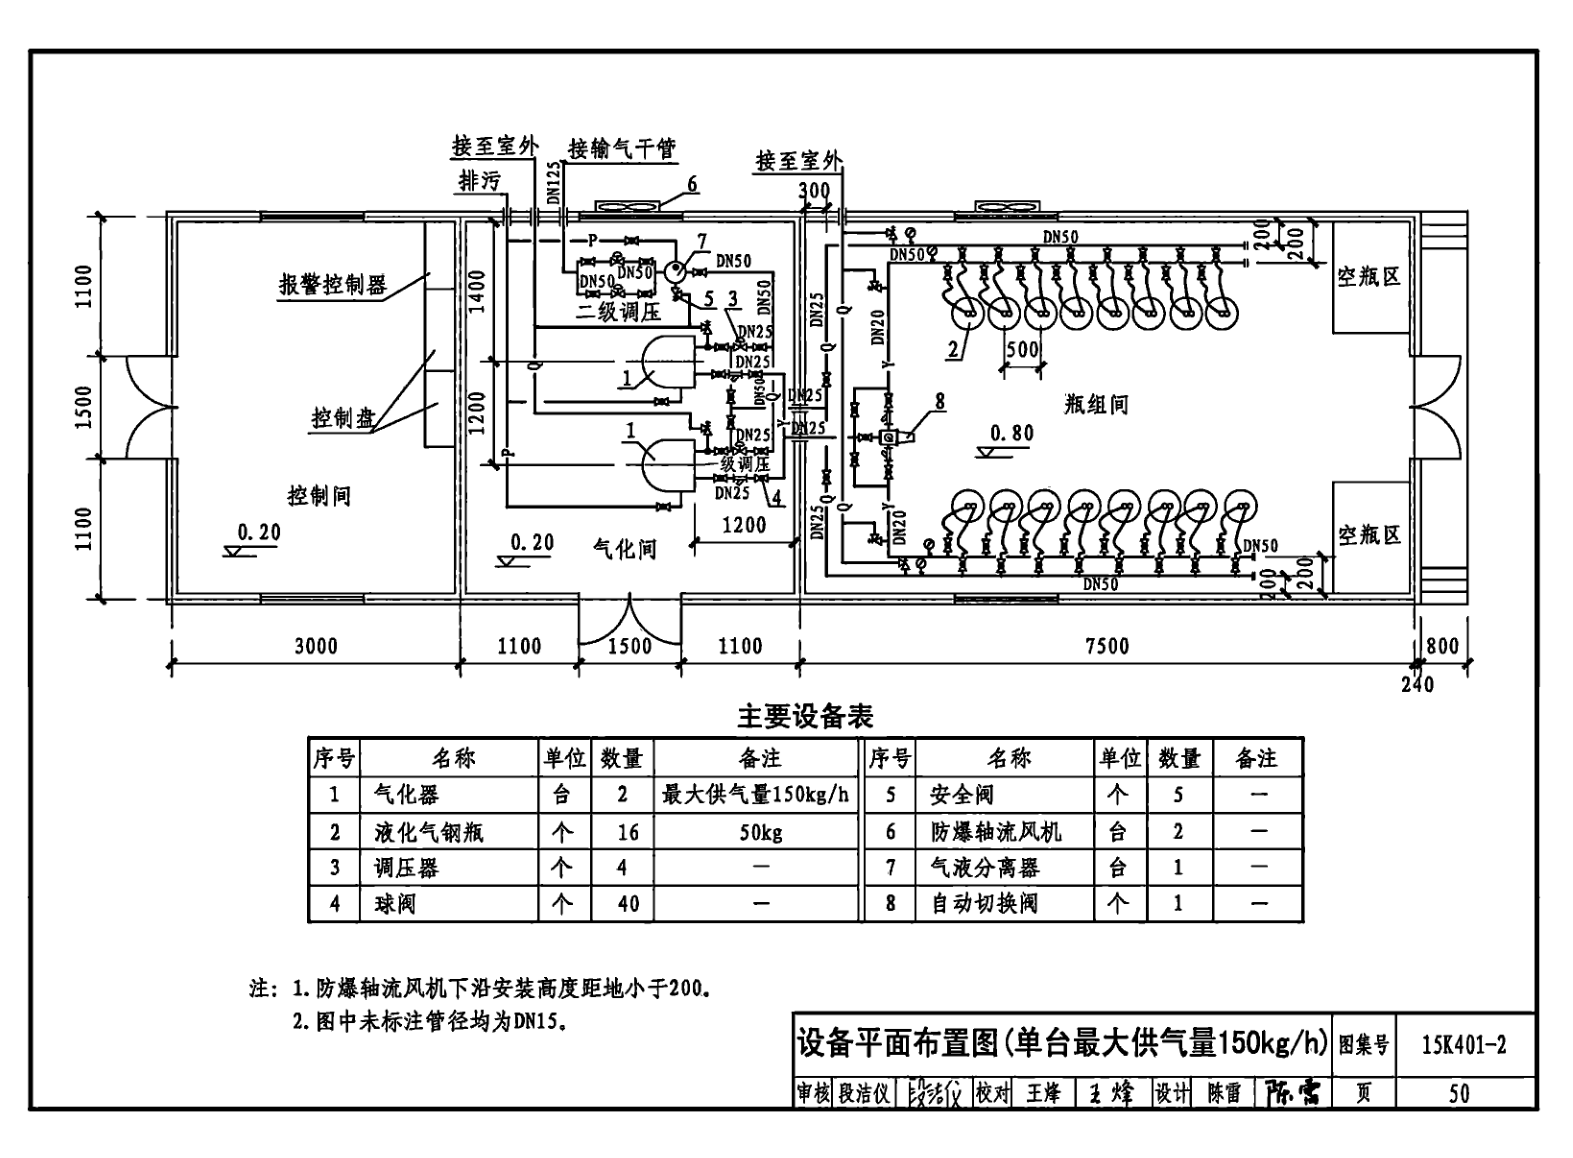 接至室外
接输气干管
排污
DN125
6
接至室外
300
P
7
DN50
DN50
DN50
DN50
二级调压
5
3
DN25
DN25
DN50
1
Q
P
1
DN25
一级调压
DN25
4
DN25
DN25
Y
Q
1400
1200
1200
报警控制器
控制盘
控制间
0.20
0.20
气化间
1100
1500
1100
DN50
DN50
200
200
空瓶区
DN25
Q
Q
DN20
Y
2
500
瓶组间
8
0.80
Q
Q
DN25
Y
DN20
空瓶区
DN50
DN50
200
200
3000
1100
1500
1100
7500
240
800
主要设备表
序号 名称 单位 数量 备注 序号 名称 单位 数量 备注
1 气化器 台 2 最大供气量150kg/h 5 安全阀 个 5 —
2 液化气钢瓶 个 16 50kg 6 防爆轴流风机 台 2 —
3 调压器 个 4 — 7 气液分离器 台 1 —
4 球阀 个 40 — 8 自动切换阀 个 1 —
注: 1.防爆轴流风机下沿安装高度距地小于200。
2.图中未标注管径均为DN15。
设备平面布置图(单台最大供气量150kg/h) 图集号 15K401-2
审核 段洁仪 段洁仪 校对 王烽 王烽 设计 陈雷 陈雷 页 50